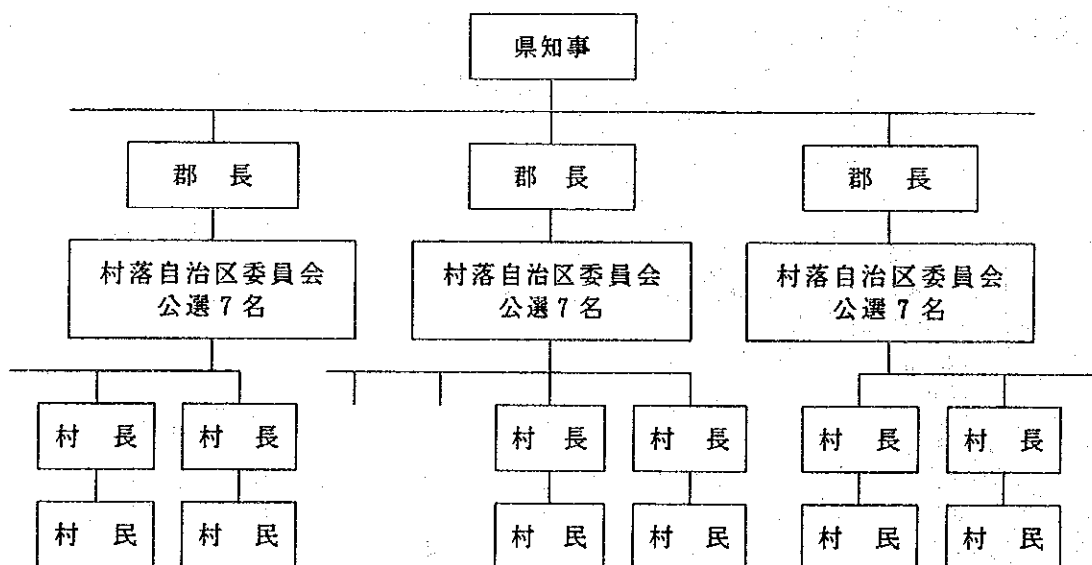 県知事
郡 長
郡 長
郡 長
村落自治区委員会
公選7名
村落自治区委員会
公選7名
村落自治区委員会
公選7名
村 長
村 長
村 長
村 長
村 長
村 長
村 民
村 民
村 民
村 民
村 民
村 民